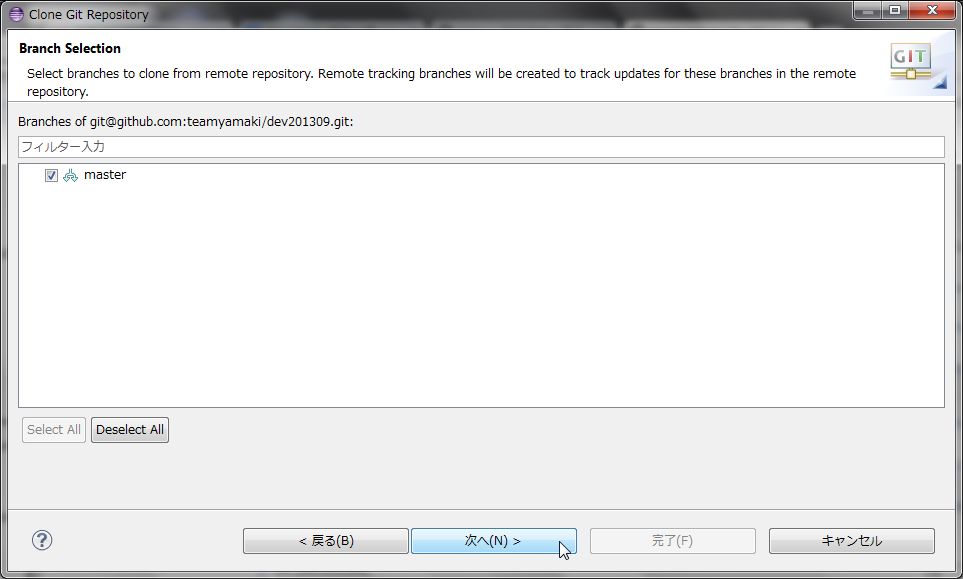 Clone Git Repository
Branch Selection
Select branches to clone from remote repository. Remote tracking branches will be created to track updates for these branches in the remote
repository.
GIT
Branches of git@github.com:teamyamaki/dev201309.git:
フィルター入力
master
Select All
Deselect All
< 戻る(B)
次へ(N) >
完了(F)
キャンセル